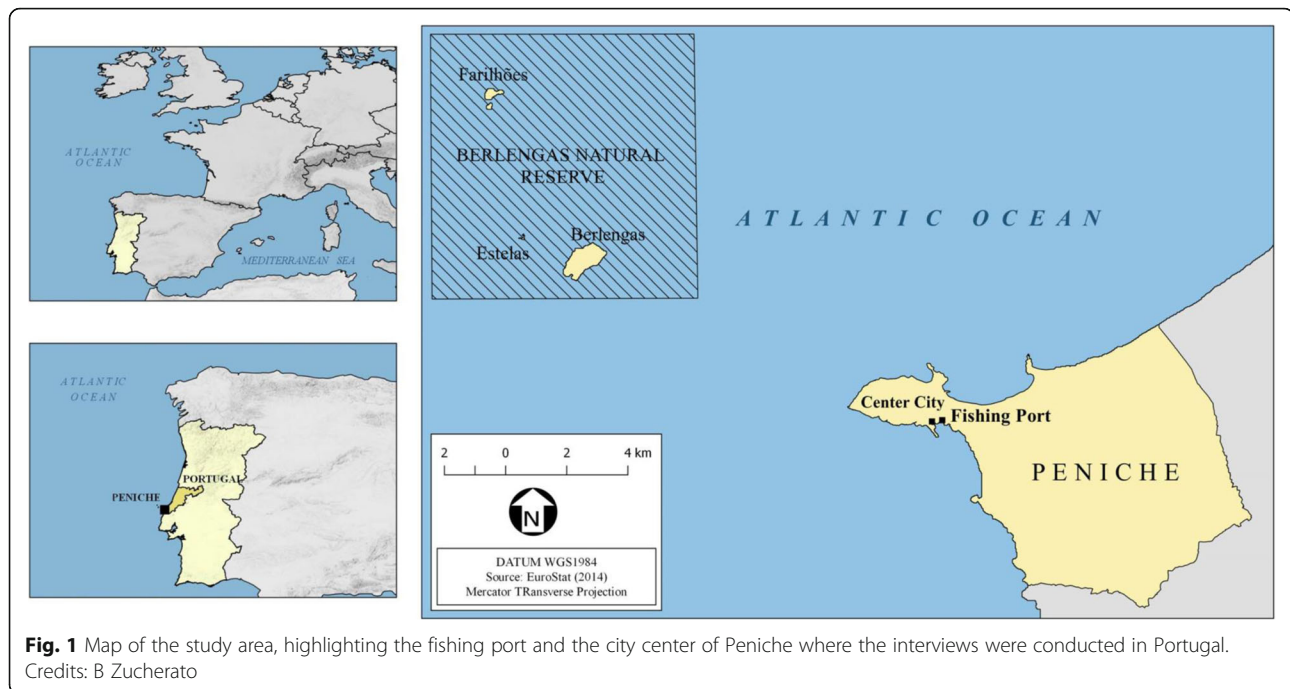 ATLANTIC
OCEAN
MEDITERRANEAN SEA
ATLANTIC
OCEAN
PORTUGAL
PENICHE
Farilhões
BERLENGAS NATURAL
RESERVE
Estelas
Berlengas
ATLANTIC OCEAN
Center City
Fishing Port
PENICHE
2 0 2 4 km
N
DATUM WGS1984
Source: EuroStat (2014)
Mercator TRansverse Projection
Fig. 1 Map of the study area, highlighting the fishing port and the city center of Peniche where the interviews were conducted in Portugal.
Credits: B Zucherato